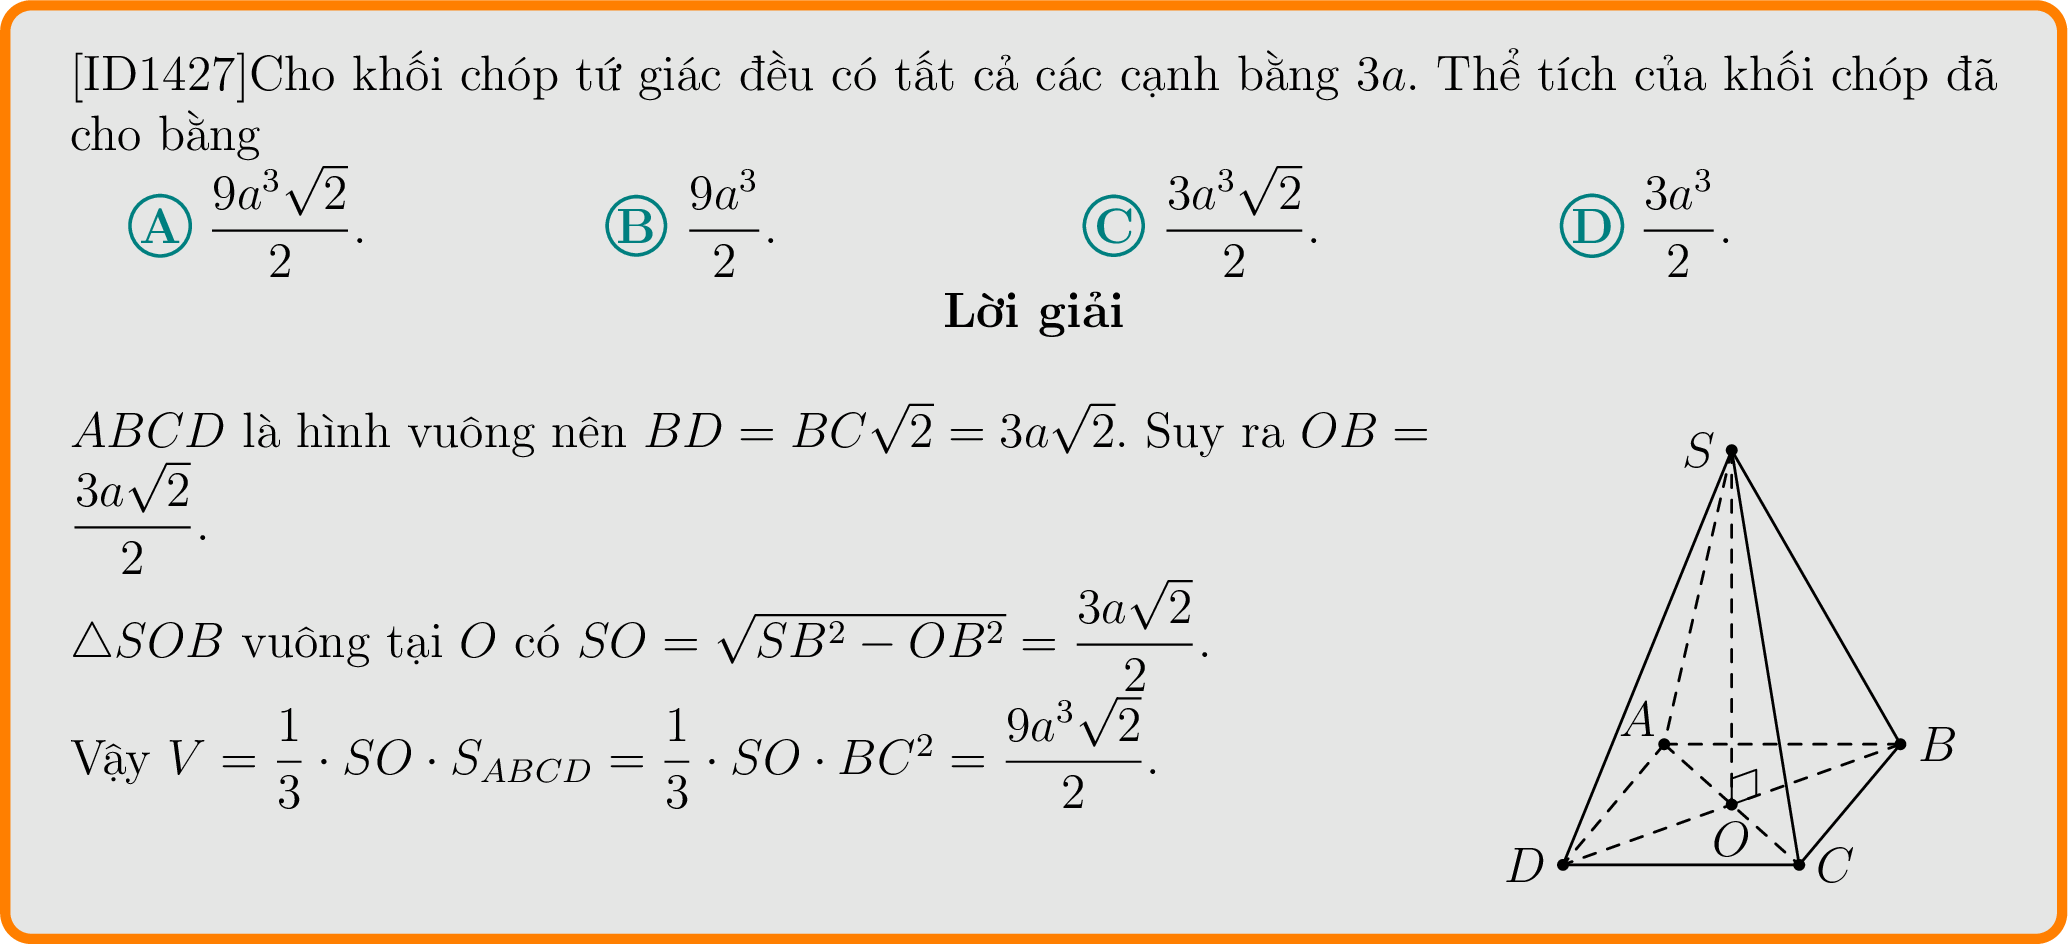 [ID1427]Cho khối chóp tứ giác đều có tất cả các cạnh bằng 3a. Thể tích của khối chóp đã
cho bằng
A $\frac{9a^3\sqrt{2}}{2}$. B $\frac{9a^3}{2}$. C $\frac{3a^3\sqrt{2}}{2}$. D $\frac{3a^3}{2}$.
Lời giải
ABCD là hình vuông nên $BD = BC\sqrt{2} = 3a\sqrt{2}$. Suy ra $OB =$
$\frac{3a\sqrt{2}}{2}$.
$\triangle SOB$ vuông tại $O$ có $SO = \sqrt{SB^2 - OB^2} = \frac{3a\sqrt{2}}{2}$.
Vậy $V = \frac{1}{3} \cdot SO \cdot S_{ABCD} = \frac{1}{3} \cdot SO \cdot BC^2 = \frac{9a^3\sqrt{2}}{2}$.
S
A
B
O
D
C